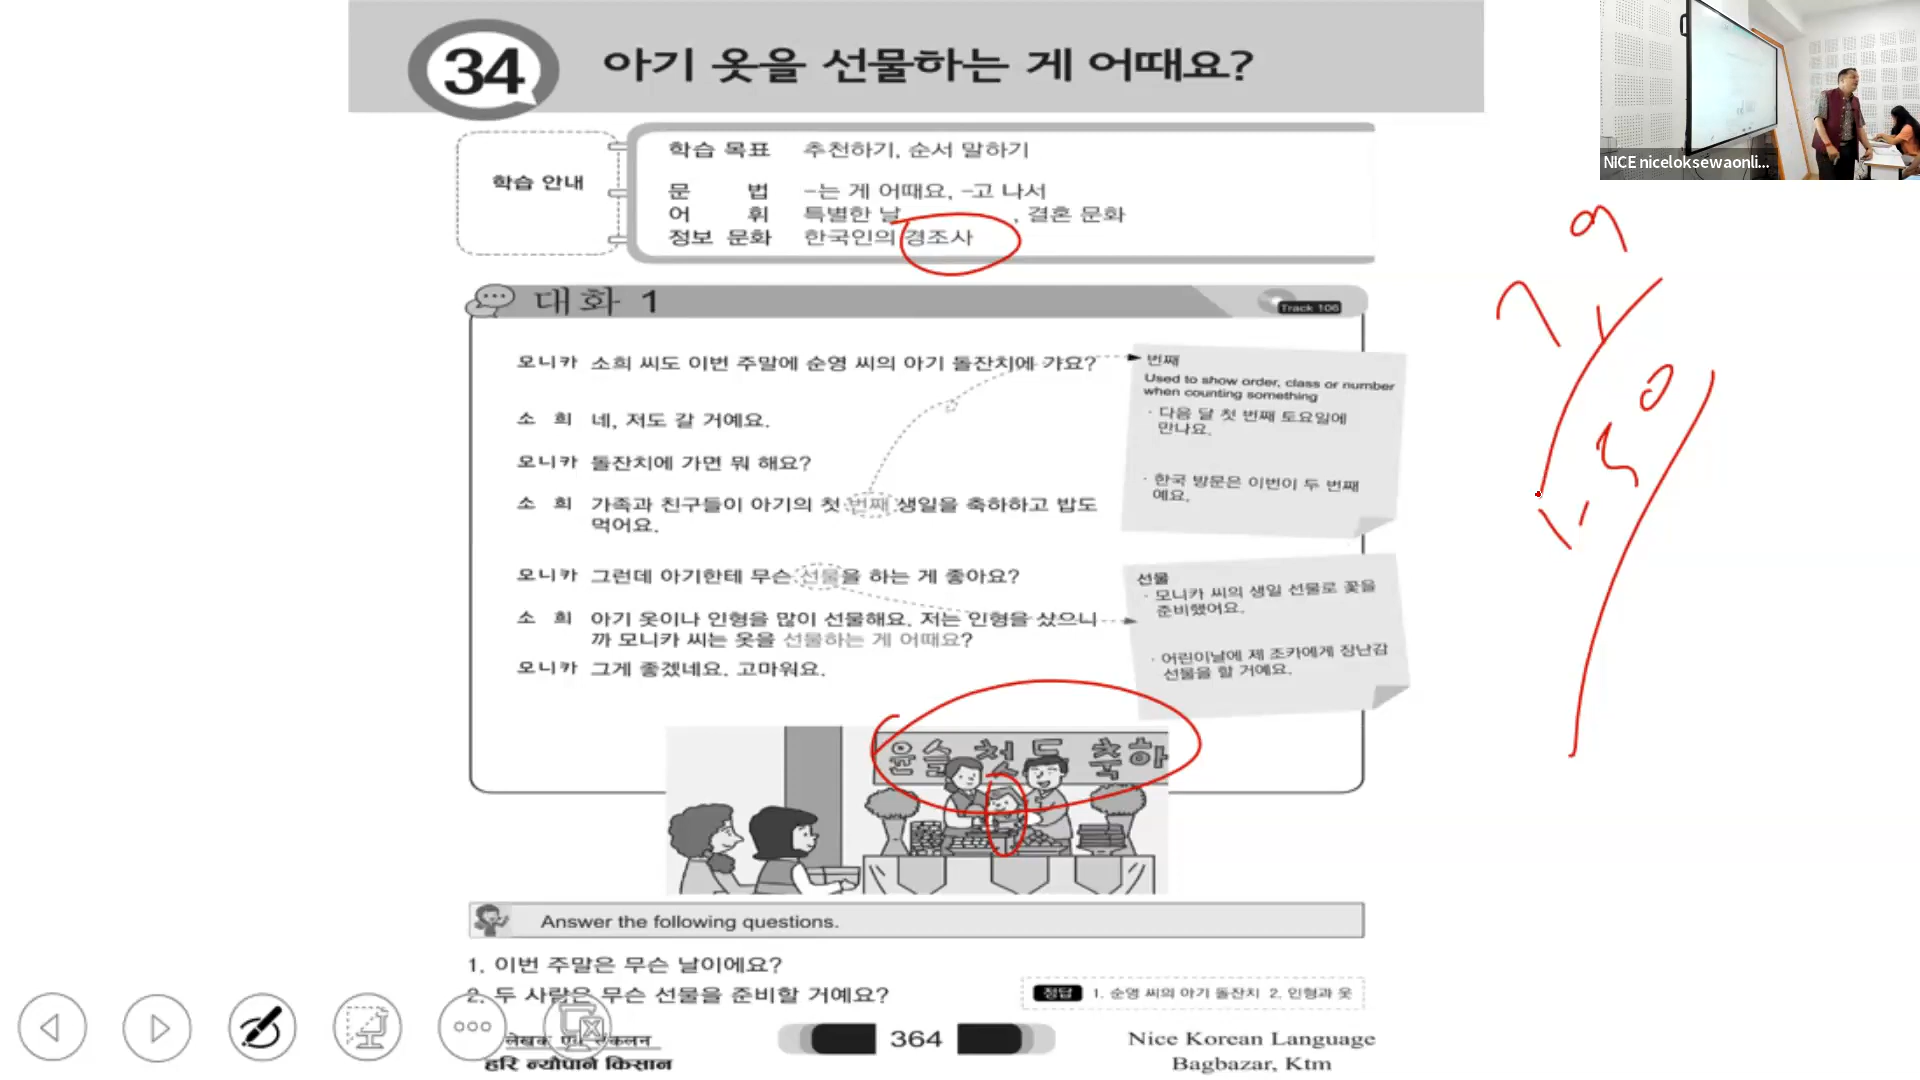 34 아기 옷을 선물하는 게 어때요?
학습 안내
학습 목표 추천하기, 순서 말하기
문 법 -는 게 어때요, -고 나서
어 휘 특별한 날 , 결혼 문화
정보 문화 한국인의 경조사
대화 1
Track 106
모니카 소희 씨도 이번 주말에 순영 씨의 아기 돌잔치에 가요?
소 희 네, 저도 갈 거예요.
모니카 돌잔치에 가면 뭐 해요?
소 희 가족과 친구들이 아기의 첫 번째 생일을 축하하고 밥도
먹어요.
모니카 그런데 아기한테 무슨 선물을 하는 게 좋아요?
소 희 아기 옷이나 인형을 많이 선물해요. 저는 인형을 샀으니
까 모니카 씨는 옷을 선물하는 게 어때요?
모니카 그게 좋겠네요. 고마워요.
번째
Used to show order, class or number
when counting something
· 다음 달 첫 번째 토요일에
만나요.
· 한국 방문은 이번이 두 번째
예요.
선물
· 모니카 씨의 생일 선물로 꽃을
준비했어요.
· 어린이날에 제 조카에게 장난감
선물을 할 거예요.
윤슬 첫 돌 축하
Answer the following questions.
1. 이번 주말은 무슨 날이에요?
2. 두 사람은 무슨 선물을 준비할 거예요?
정답 1. 순영 씨의 아기 돌잔치 2. 인형과 옷
हरि न्यौपाने किसान
364
Nice Korean Language
Bagbazar, Ktm
NICE niceloksewaonli...